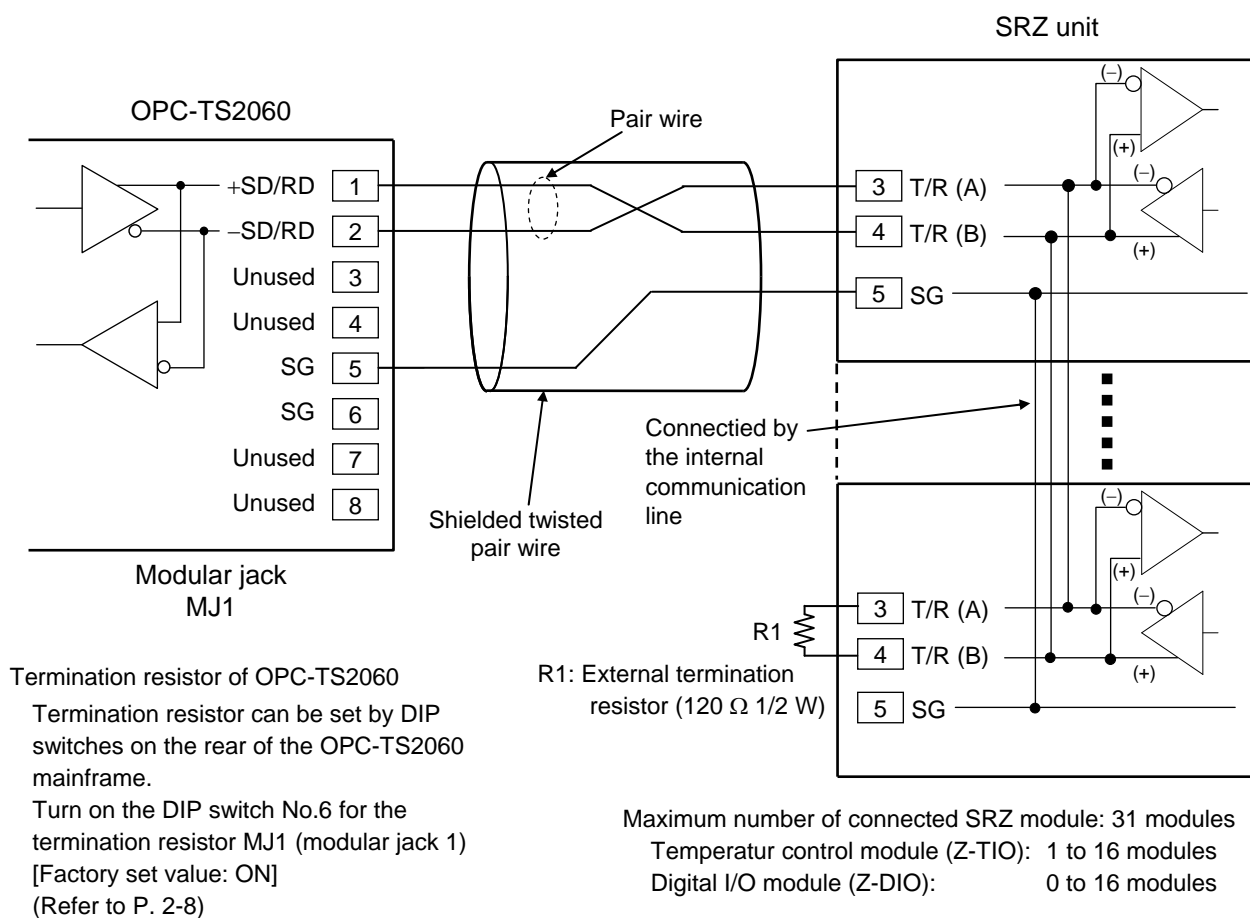 SRZ unit
OPC-TS2060
Pair wire
+SD/RD 1
−SD/RD 2
Unused 3
Unused 4
SG 5
SG 6
Unused 7
Unused 8
Modular jack
MJ1
Shielded twisted
pair wire
(−)
(+)
3 T/R (A)
(−)
4 T/R (B)
(+)
5 SG
Connectied by
the internal
communication
line
(−)
(+)
3 T/R (A)
(−)
R1
4 T/R (B)
(+)
5 SG
R1: External termination
resistor (120 Ω 1/2 W)
Termination resistor of OPC-TS2060
Termination resistor can be set by DIP
switches on the rear of the OPC-TS2060
mainframe.
Turn on the DIP switch No.6 for the
termination resistor MJ1 (modular jack 1)
[Factory set value: ON]
(Refer to P. 2-8)
Maximum number of connected SRZ module: 31 modules
Temperatur control module (Z-TIO): 1 to 16 modules
Digital I/O module (Z-DIO): 0 to 16 modules